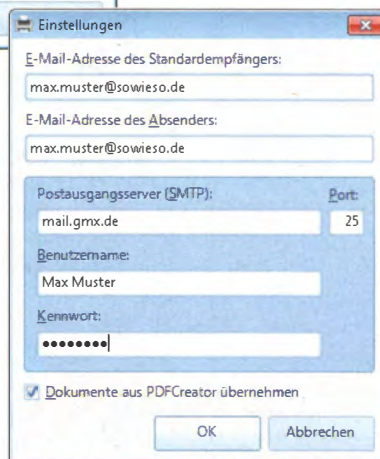 Einstellungen
E-Mail-Adresse des Standardempfängers:
max.muster@sowieso.de
E-Mail-Adresse des Absenders:
max.muster@sowieso.de
Postausgangsserver (SMTP): Port:
mail.gmx.de 25
Benutzername:
Max Muster
Kennwort:
••••••••
Dokumente aus PDFCreator übernehmen
OK Abbrechen